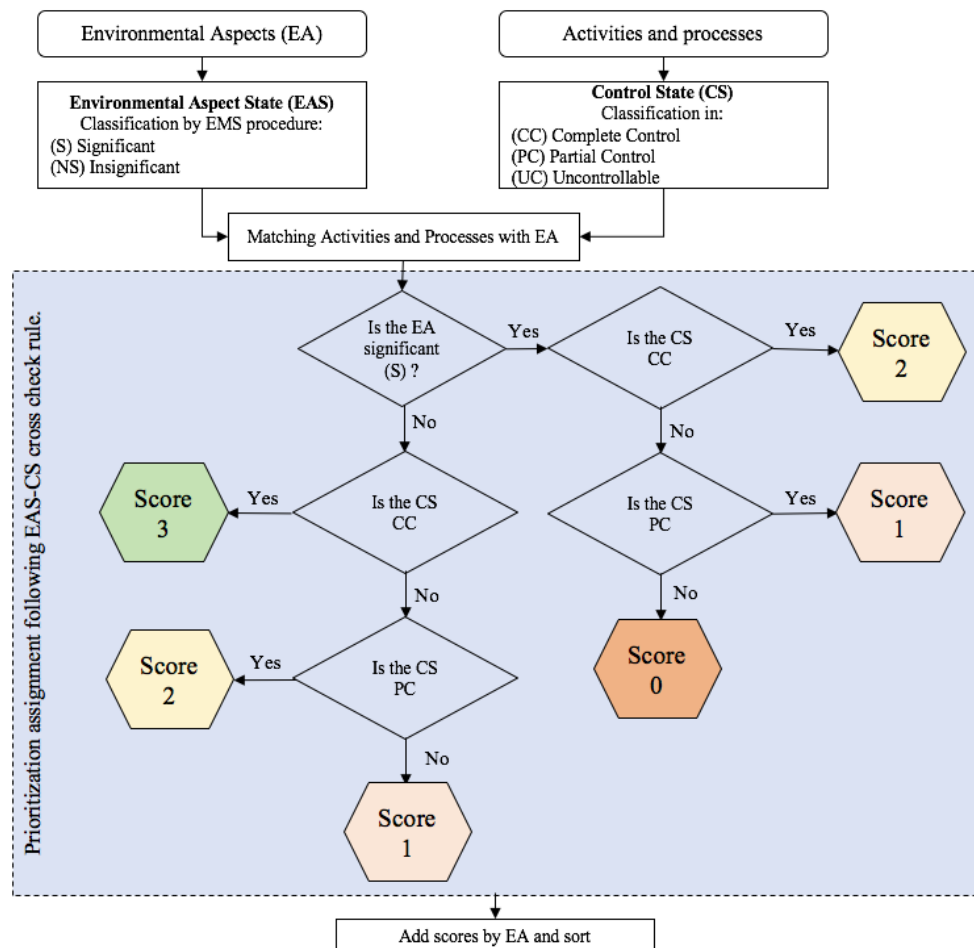 Environmental Aspects (EA)
Activities and processes
Environmental Aspect State (EAS)
Classification by EMS procedure:
(S) Significant
(NS) Insignificant
Control State (CS)
Classification in:
(CC) Complete Control
(PC) Partial Control
(UC) Uncontrollable
Matching Activities and Processes with EA
Prioritization assignment following EAS-CS cross check rule.
Is the EA
significant
(S) ?
Yes
Is the CS
CC
Yes
Score
2
No
No
Score
3
Yes
Is the CS
CC
Is the CS
PC
Yes
Score
1
No
No
Score
2
Yes
Is the CS
PC
Score
0
No
Score
1
Add scores by EA and sort